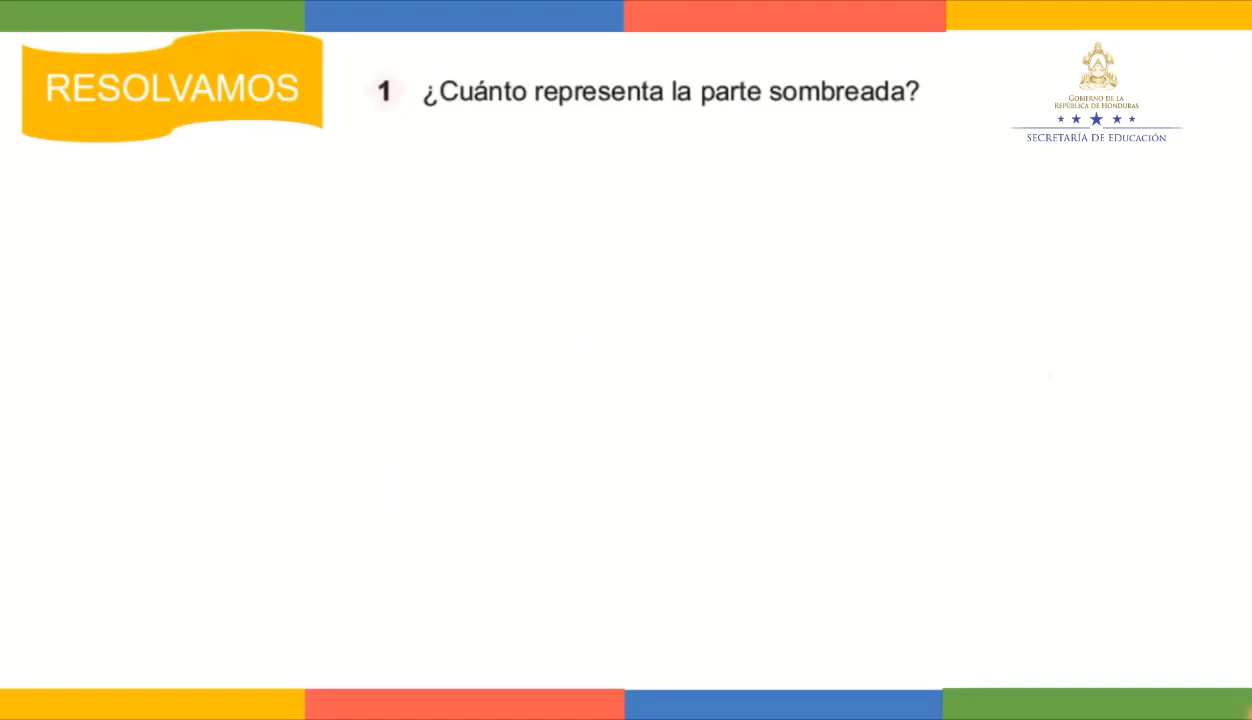 RESOLVAMOS
1 ¿Cuánto representa la parte sombreada?
GOBIERNO DE LA
REPÚBLICA DE HONDURAS
SECRETARÍA DE EDUCACIÓN